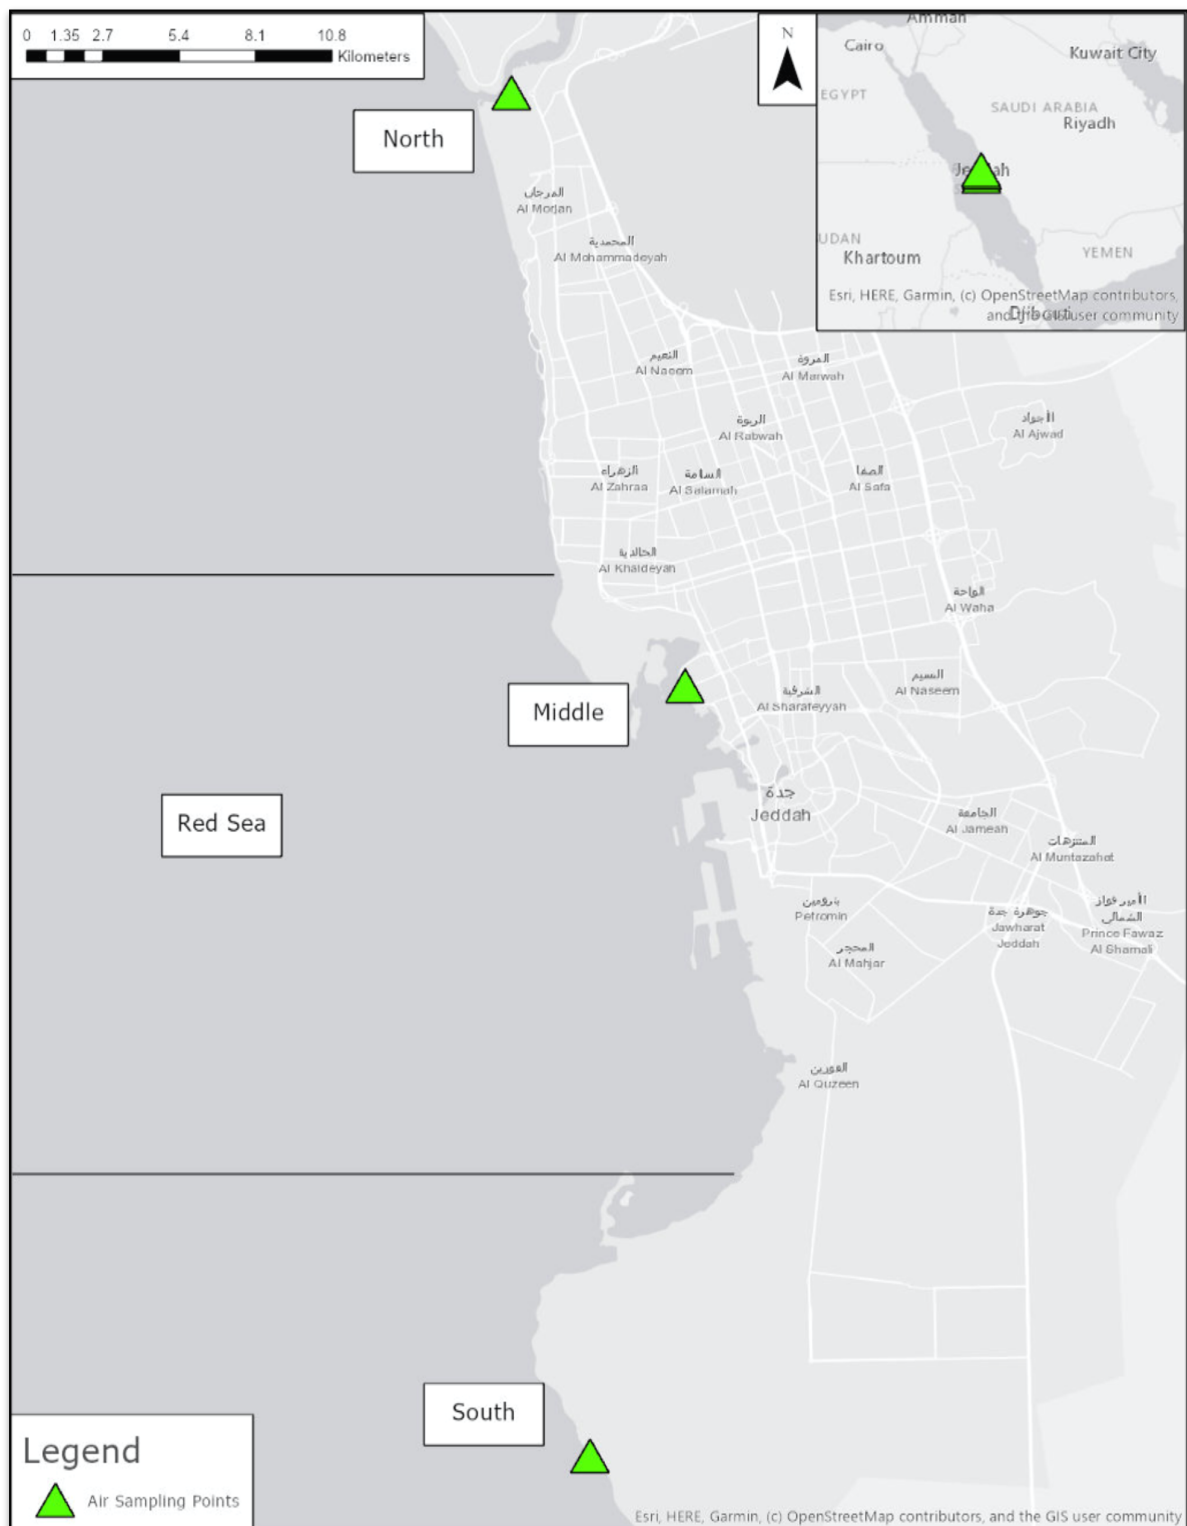 0 1.35 2.7 5.4 8.1 10.8
Kilometers
N
Amman
Cairo
Kuwait City
EGYPT
SAUDI ARABIA
Riyadh
UDAN
Khartoum
YEMEN
Esri, HERE, Garmin, (c) OpenStreetMap contributors,
and the GIS user community
North
المرجان
Al Morjan
المحمدية
Al Mohammadeyah
النعيم
Al Naeem
المروة
Al Marwah
الربوة
Al Rabwah
الأجواد
Al Ajwad
الزهراء
Al Zahraa
السلامة
Al Salamah
الصفا
Al Safa
الخالدية
Al Khaldeyah
الواحة
Al Waha
النسيم
Al Naseem
الشرفية
Al Sharafeyyah
Middle
Red Sea
جدة
Jeddah
الجامعة
Al Jameah
المنتزهات
Al Muntazahat
بترومين
Petromin
جوهرة جدة
Jawharat
Jeddah
الأمير فواز
الشمالي
Prince Fawaz
Al Shamali
المحجر
Al Mahjar
القوزين
Al Quzeen
South
Legend
Air Sampling Points
Esri, HERE, Garmin, (c) OpenStreetMap contributors, and the GIS user community